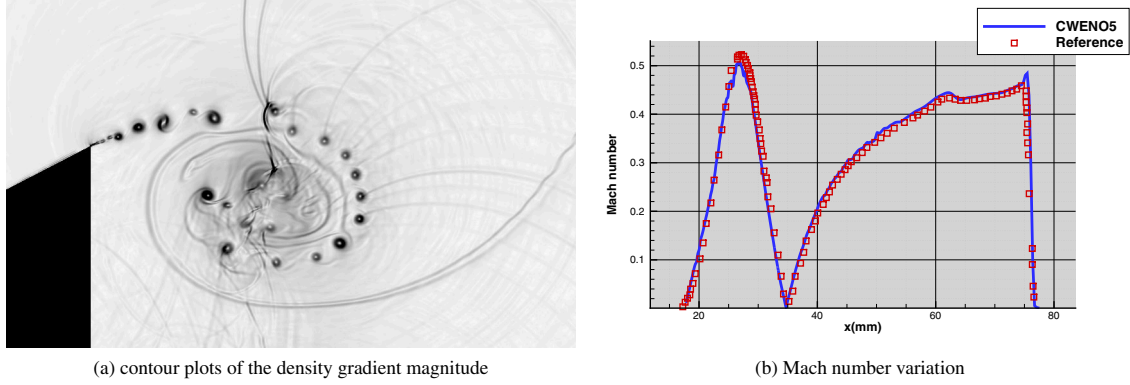 CWENO5
Reference
0.5
0.4
0.3
0.2
0.1
Mach number
20
40
60
80
x(mm)
(a) contour plots of the density gradient magnitude
(b) Mach number variation